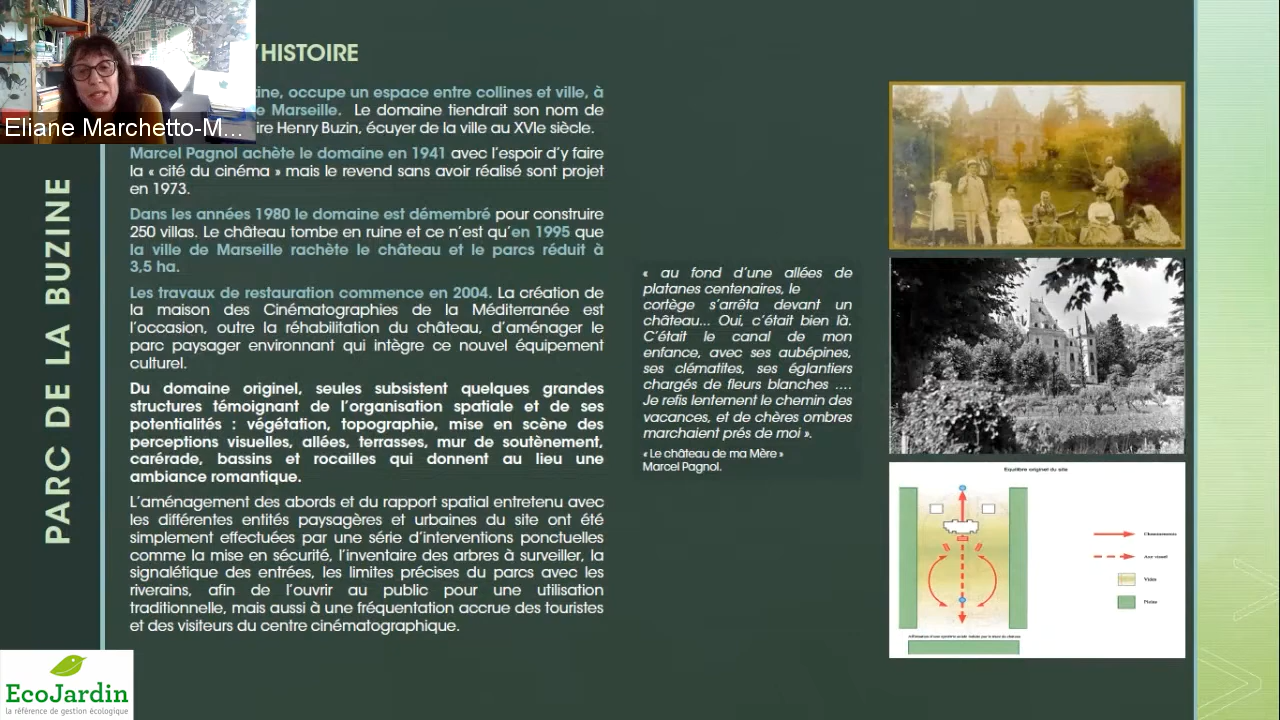 'HISTOIRE
zine, occupe un espace entre collines et ville, à
e Marseille. Le domaine tiendrait son nom de
ire Henry Buzin, écuyer de la ville au XVIe siècle.
Eliane Marchetto-M...
Marcel Pagnol achète le domaine en 1941 avec l'espoir d'y faire
la « cité du cinéma » mais le revend sans avoir réalisé sont projet
en 1973.
Dans les années 1980 le domaine est démembré pour construire
250 villas. Le château tombe en ruine et ce n'est qu'en 1995 que
la ville de Marseille rachète le château et le parcs réduit à
3,5 ha.
Les travaux de restauration commence en 2004. La création de
la maison des Cinématographies de la Méditerranée est
l'occasion, outre la réhabilitation du château, d'aménager le
parc paysager environnant qui intègre ce nouvel équipement
culturel.
Du domaine originel, seules subsistent quelques grandes
structures témoignant de l'organisation spatiale et de ses
potentialités : végétation, topographie, mise en scène des
perceptions visuelles, allées, terrasses, mur de soutènement,
carérade, bassins et rocailles qui donnent au lieu une
ambiance romantique.
L'aménagement des abords et du rapport spatial entretenu avec
les différentes entités paysagères et urbaines du site ont été
simplement effectuées par une série d'interventions ponctuelles
comme la mise en sécurité, l'inventaire des arbres à surveiller, la
signalétique des entrées, les limites précises du parcs avec les
riverains, afin de l'ouvrir au public pour une utilisation
traditionnelle, mais aussi à une fréquentation accrue des touristes
et des visiteurs du centre cinématographique.
PARC DE LA BUZINE
« au fond d'une allées de
platanes centenaires, le
cortège s'arrêta devant un
château... Oui, c'était bien là.
C'était le canal de mon
enfance, avec ses aubépines,
ses clématites, ses églantiers
chargés de fleurs blanches ....
Je refis lentement le chemin des
vacances, et de chères ombres
marchaient prés de moi ».
« Le château de ma Mère »
Marcel Pagnol.
Equilibre originel du site
Cheminements
Axe visuel
Vides
Pleins
EcoJardin
la référence de gestion écologique